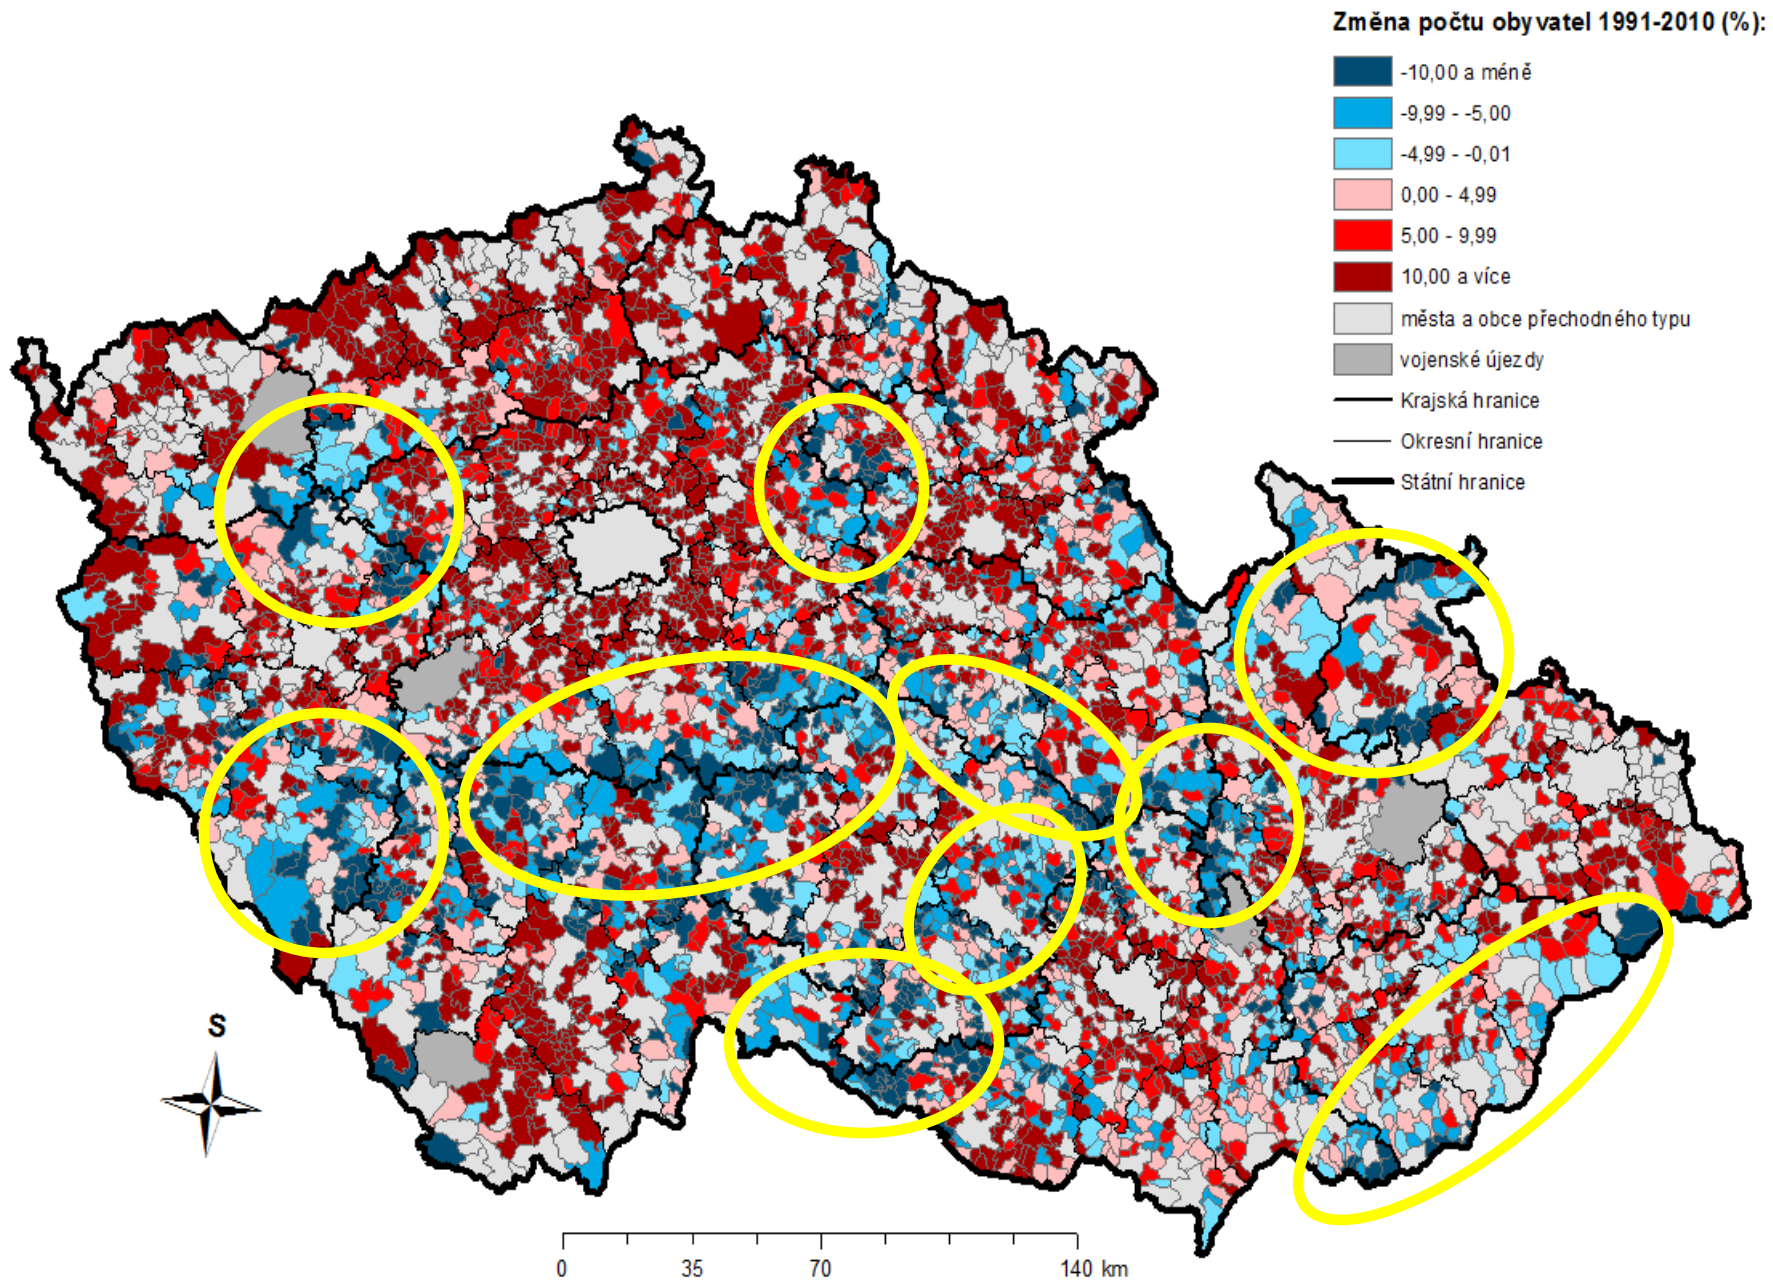 Změna počtu obyvatel 1991-2010 (%):
-10,00 a méně
-9,99 - -5,00
-4,99 - -0,01
0,00 - 4,99
5,00 - 9,99
10,00 a více
města a obce přechodného typu
vojenské újezdy
Krajská hranice
Okresní hranice
Státní hranice
S
0 35 70 140 km